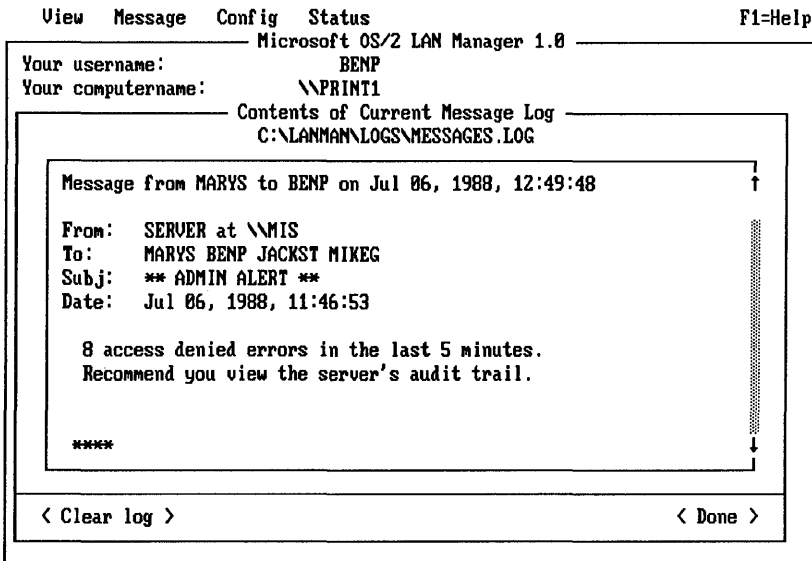 View Message Config Status F1=Help
Microsoft OS/2 LAN Manager 1.0
Your username: BENP
Your computername: \\PRINT1
Contents of Current Message Log
C:\LANMAN\LOGS\MESSAGES.LOG
Message from MARYS to BENP on Jul 06, 1988, 12:49:48
From: SERVER at \\MIS
To: MARYS BENP JACKST MIKEG
Subj: ** ADMIN ALERT **
Date: Jul 06, 1988, 11:46:53
8 access denied errors in the last 5 minutes.
Recommend you view the server's audit trail.
****
< Clear log > < Done >